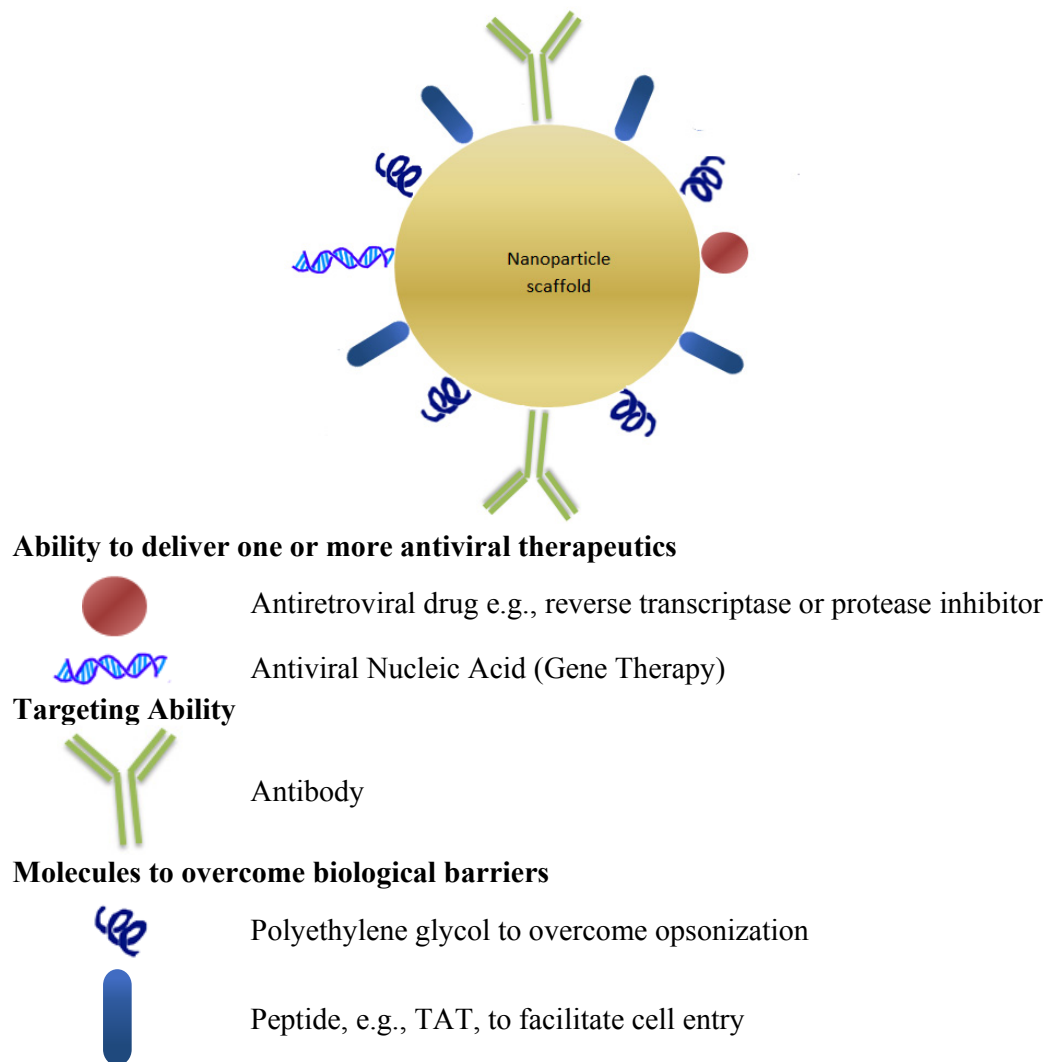 Nanoparticle
scaffold
Ability to deliver one or more antiviral therapeutics
Antiretroviral drug e.g., reverse transcriptase or protease inhibitor
Antiviral Nucleic Acid (Gene Therapy)
Targeting Ability
Antibody
Molecules to overcome biological barriers
Polyethylene glycol to overcome opsonization
Peptide, e.g., TAT, to facilitate cell entry